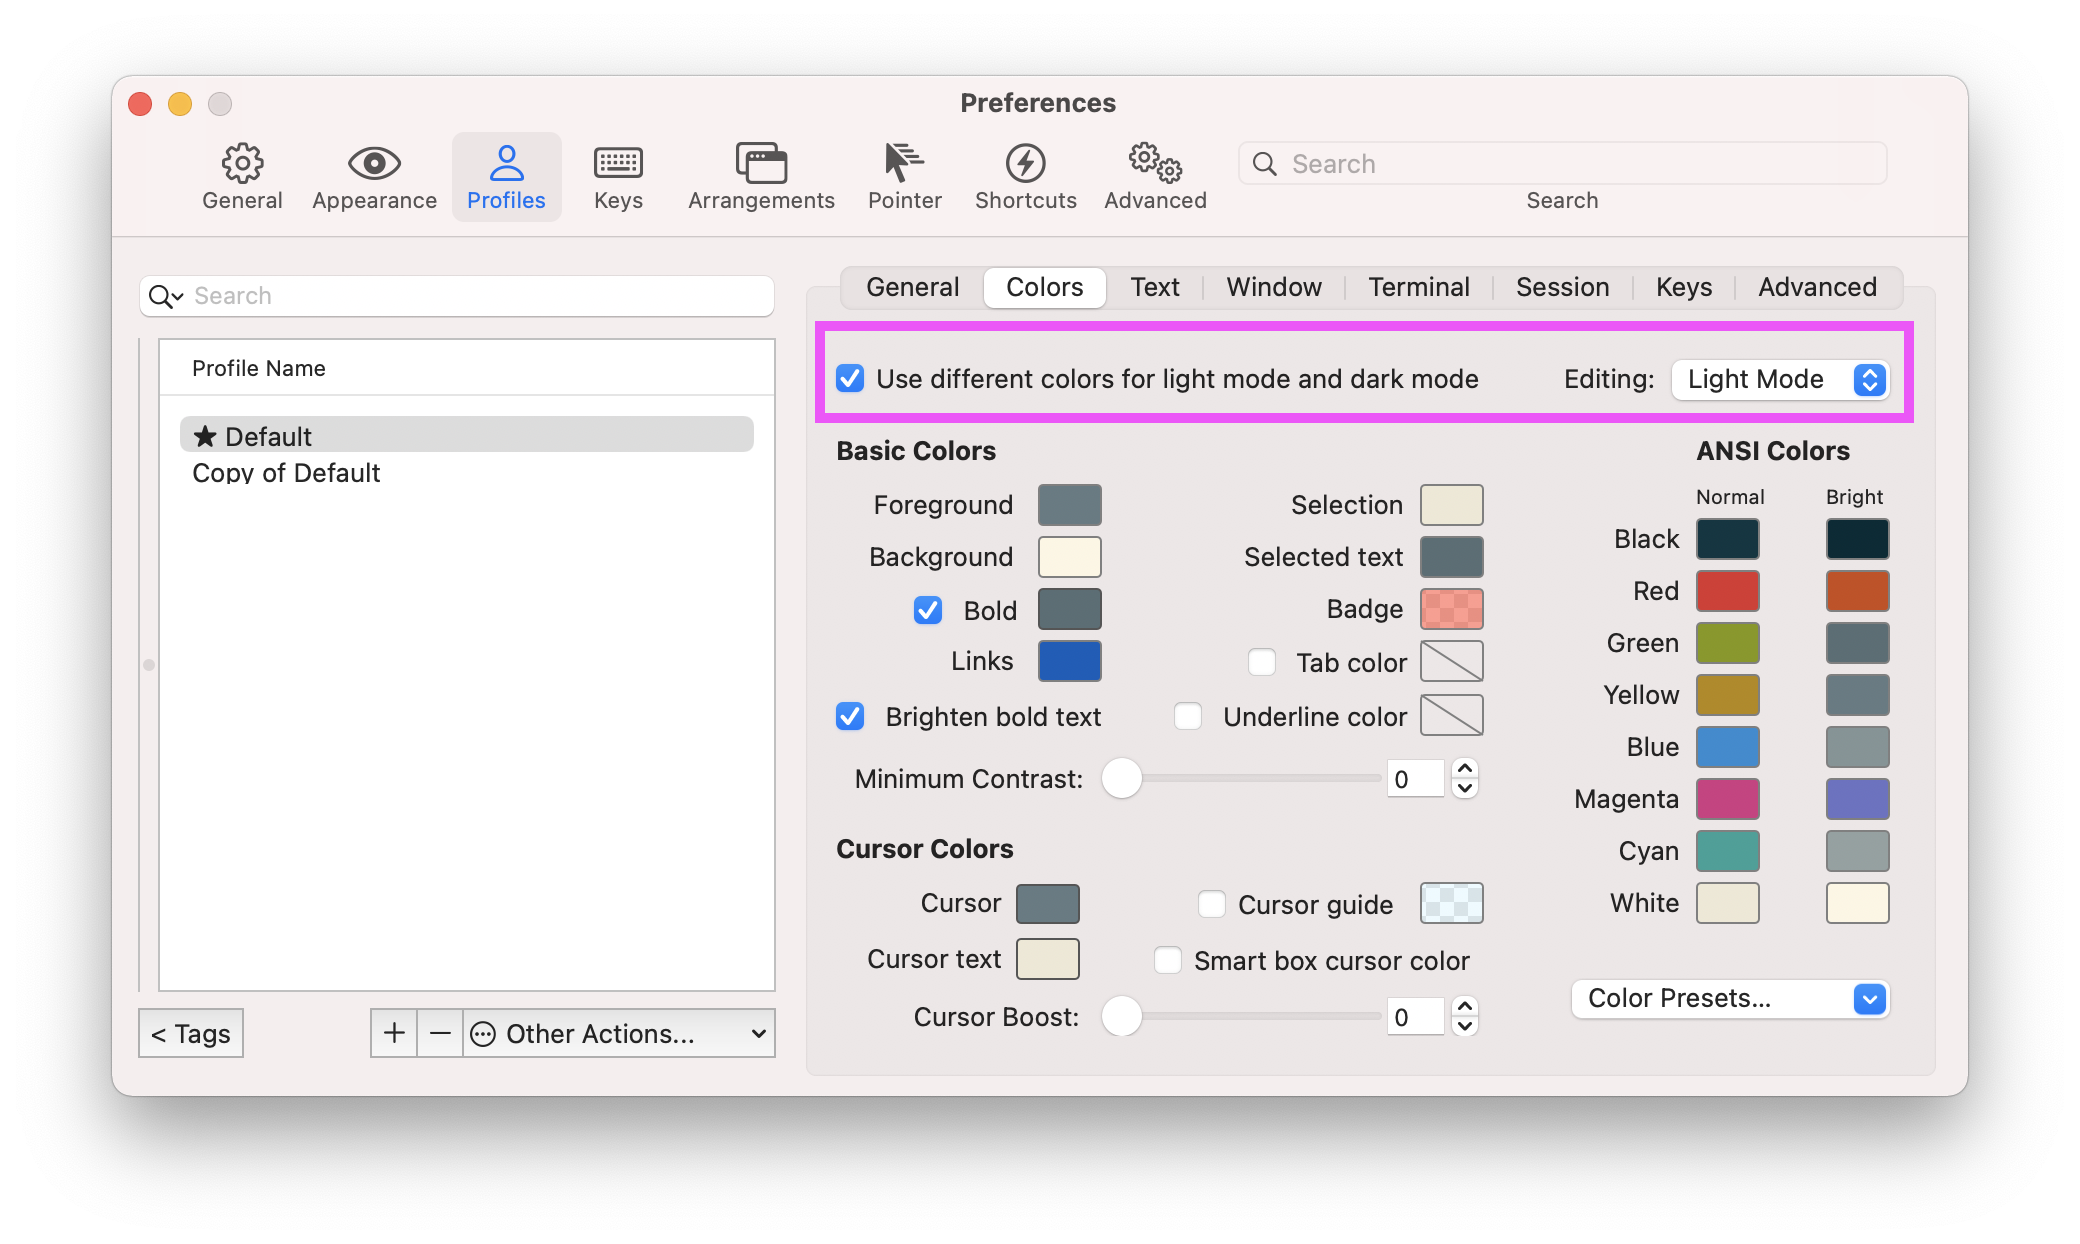 Preferences
General Appearance Profiles Keys Arrangements Pointer Shortcuts Advanced Search
Search
Search
General Colors Text Window Terminal Session Keys Advanced
Profile Name
★ Default
Copy of Default
< Tags
+ − Other Actions...
Use different colors for light mode and dark mode Editing: Light Mode
Basic Colors
Foreground
Background
Bold
Links
Brighten bold text
Selection
Selected text
Badge
Tab color
Underline color
Minimum Contrast: 0
Cursor Colors
Cursor
Cursor text
Cursor guide
Smart box cursor color
Cursor Boost: 0
ANSI Colors
Normal Bright
Black
Red
Green
Yellow
Blue
Magenta
Cyan
White
Color Presets...